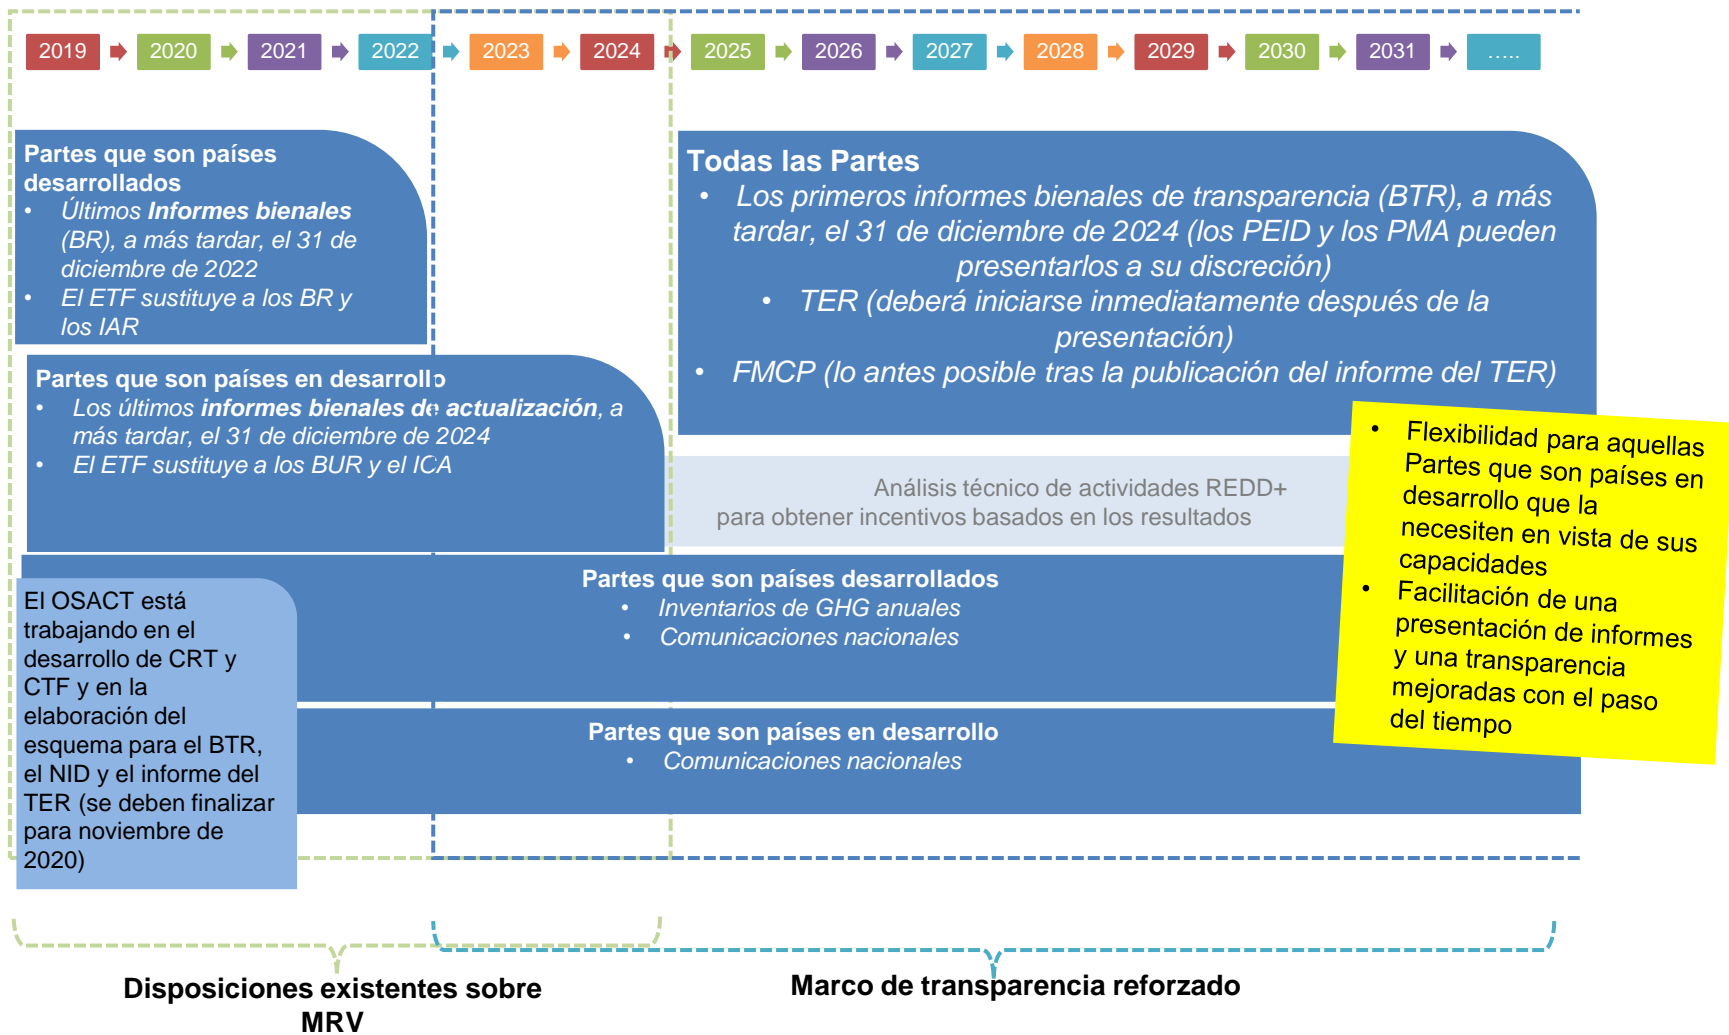 2019
2020
2021
2022
2023
2024
2025
2026
2027
2028
2029
2030
2031
…..
Partes que son países
desarrollados
• Últimos Informes bienales
(BR), a más tardar, el 31 de
diciembre de 2022
• El ETF sustituye a los BR y
los IAR
Todas las Partes
• Los primeros informes bienales de transparencia (BTR), a más
tardar, el 31 de diciembre de 2024 (los PEID y los PMA pueden
presentarlos a su discreción)
• TER (deberá iniciarse inmediatamente después de la
presentación)
• FMCP (lo antes posible tras la publicación del informe del TER)
Partes que son países en desarrollo
• Los últimos informes bienales de actualización, a
más tardar, el 31 de diciembre de 2024
• El ETF sustituye a los BUR y el ICA
Análisis técnico de actividades REDD+
para obtener incentivos basados en los resultados
• Flexibilidad para aquellas
Partes que son países en
desarrollo que la
necesiten en vista de sus
capacidades
• Facilitación de una
presentación de informes
y una transparencia
mejoradas con el paso
del tiempo
Partes que son países desarrollados
• Inventarios de GHG anuales
• Comunicaciones nacionales
El OSACT está
trabajando en el
desarrollo de CRT y
CTF y en la
elaboración del
esquema para el BTR,
el NID y el informe del
TER (se deben finalizar
para noviembre de
2020)
Partes que son países en desarrollo
• Comunicaciones nacionales
Disposiciones existentes sobre
MRV
Marco de transparencia reforzado